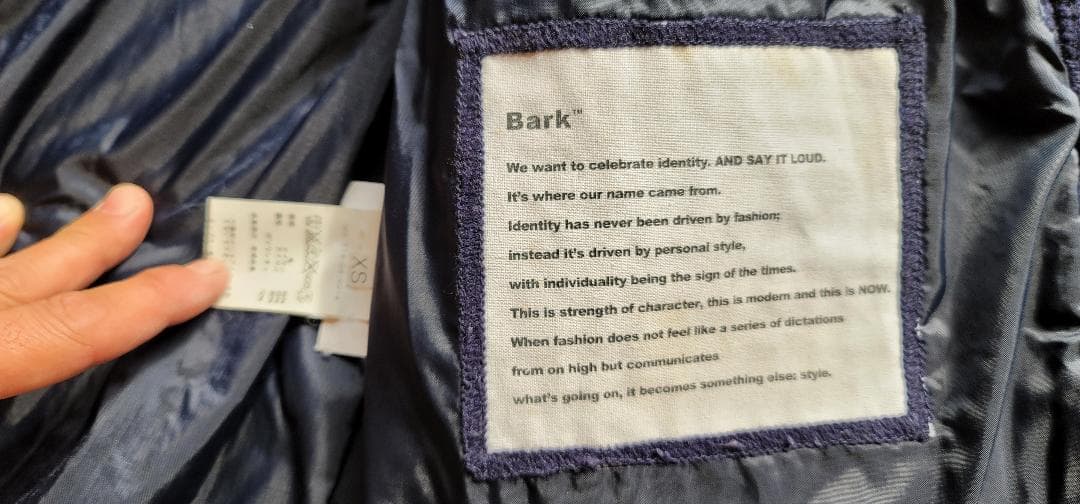 Bark™
We want to celebrate identity. AND SAY IT LOUD.
It's where our name came from.
Identity has never been driven by fashion;
instead it's driven by personal style,
with individuality being the sign of the times.
This is strength of character, this is modern and this is NOW.
When fashion does not feel like a series of dictations
from on high but communicates
what's going on, it becomes something else: style.
XS